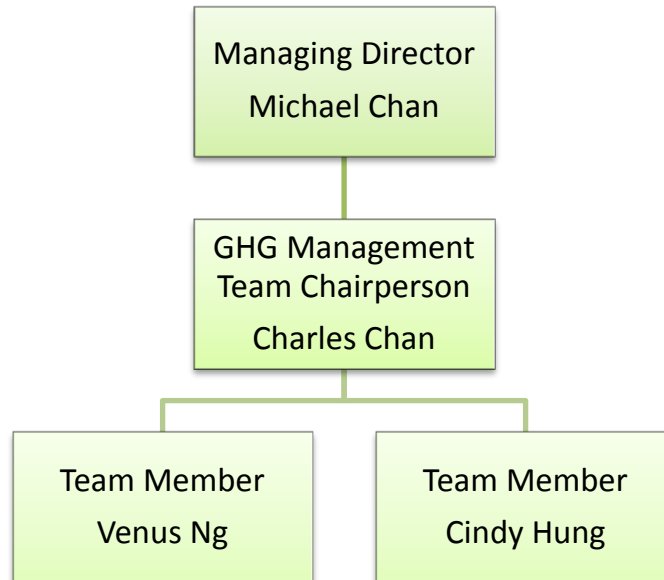 Managing Director
Michael Chan
GHG Management
Team Chairperson
Charles Chan
Team Member
Venus Ng
Team Member
Cindy Hung